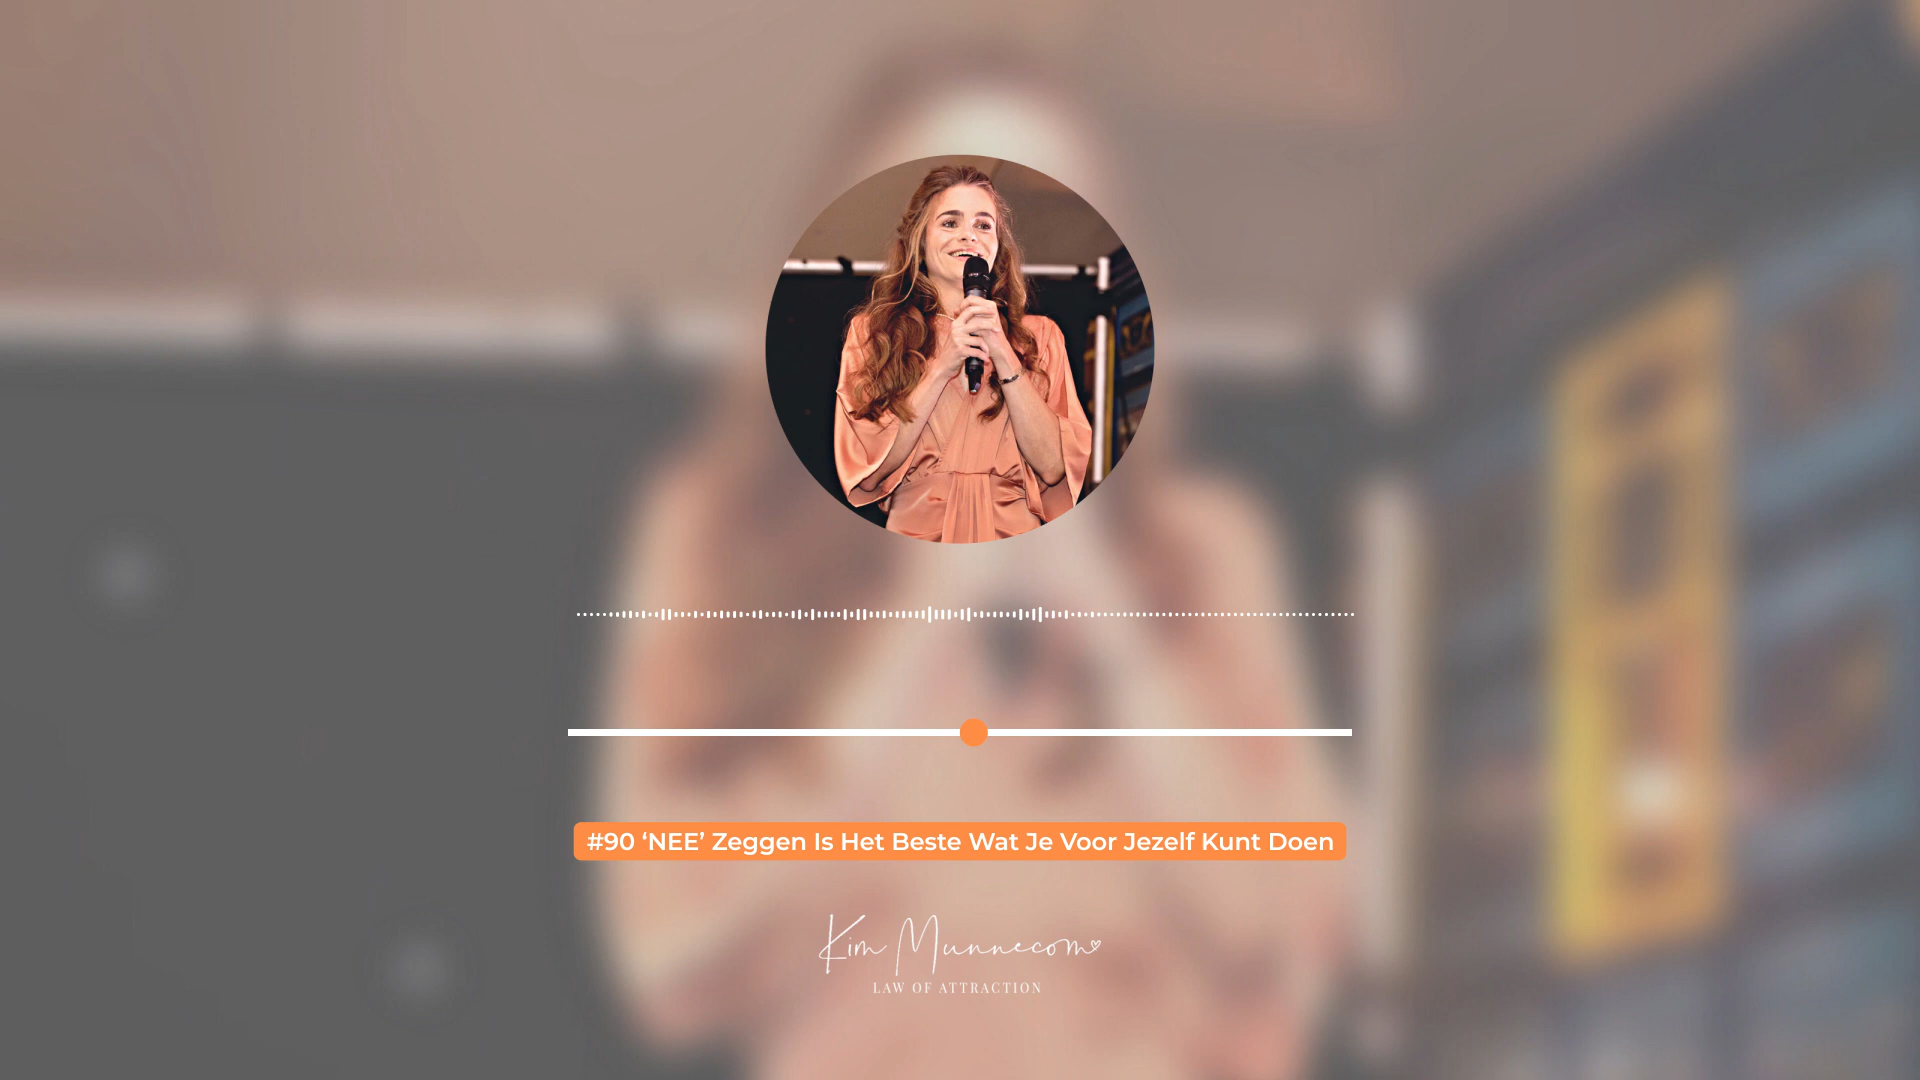 #90 ‘NEE’ Zeggen Is Het Beste Wat Je Voor Jezelf Kunt Doen
Kim Munnecom
LAW OF ATTRACTION